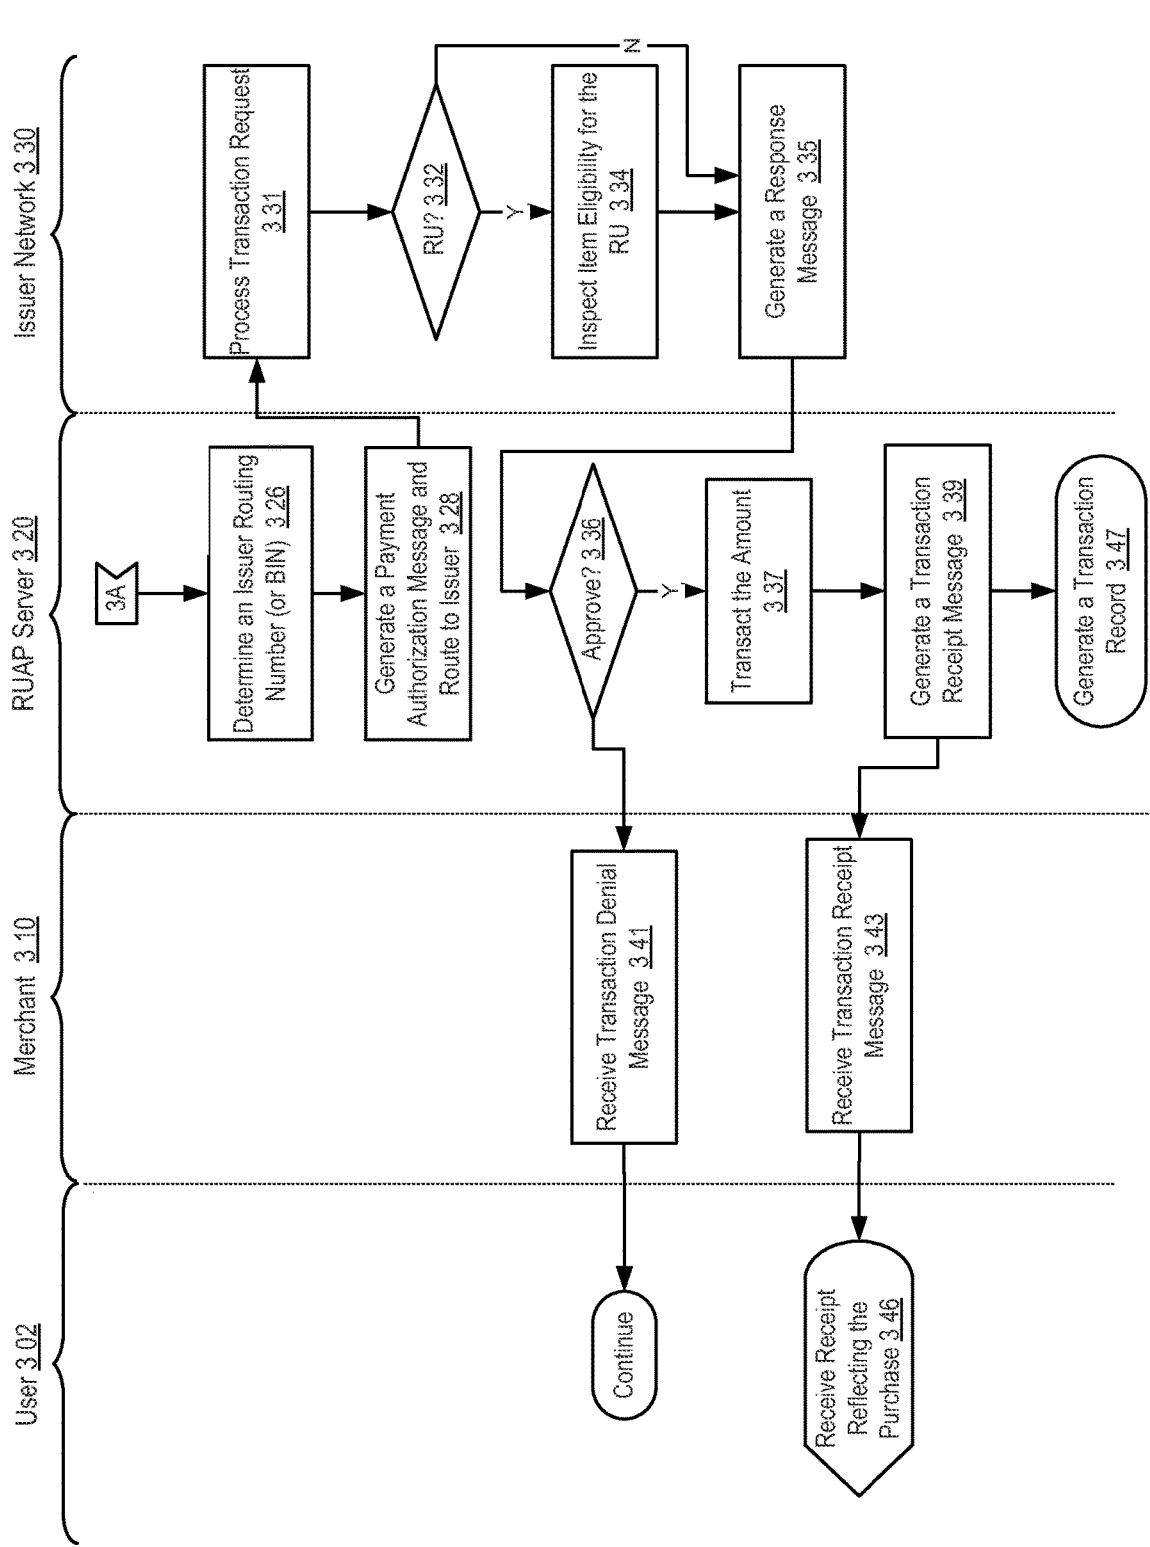 User 3 02
Merchant 3 10
RUAP Server 3 20
Issuer Network 3 30
3A
Determine an Issuer Routing
Number (or BIN) 3 26
Generate a Payment
Authorization Message and
Route to Issuer 3 28
Process Transaction Request
3 31
RU? 3 32
N
Y
Inspect Item Eligibility for the
RU 3 34
Generate a Response
Message 3 35
Approve? 3 36
Y
Receive Transaction Denial
Message 3 41
Continue
Transact the Amount
3 37
Generate a Transaction
Receipt Message 3 39
Receive Transaction Receipt
Message 3 43
Receive Receipt
Reflecting the
Purchase 3 46
Generate a Transaction
Record 3 47